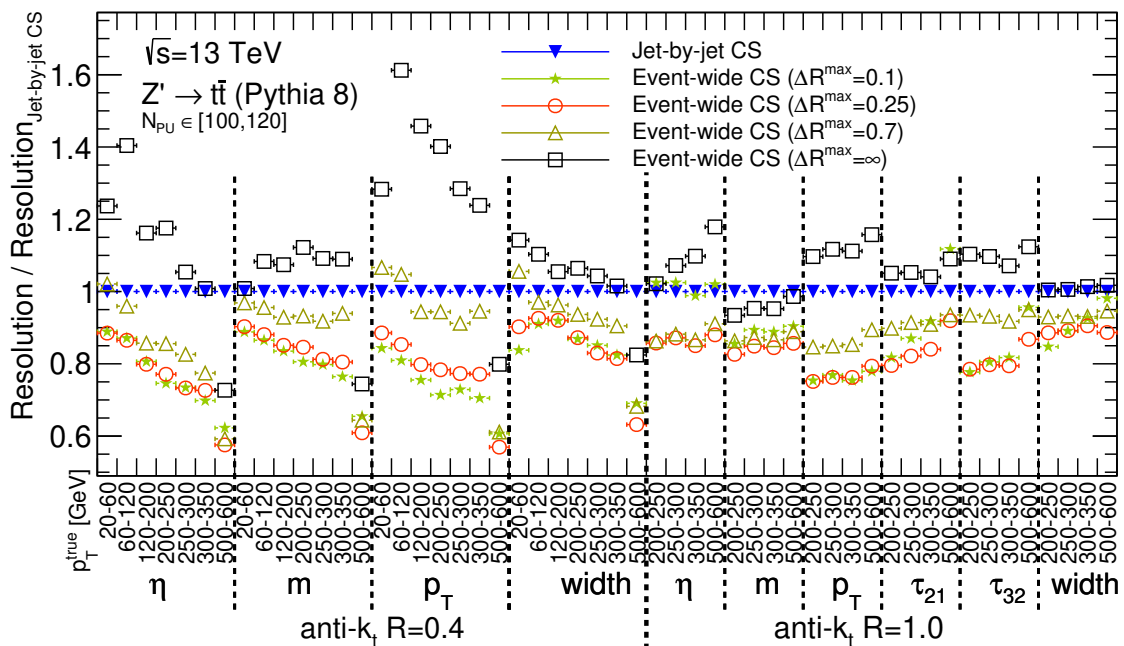 Resolution / Resolution_Jet-by-jet CS
1.6
1.4
1.2
1
0.8
0.6
√s=13 TeV
Z' → tt̄ (Pythia 8)
N_PU ∈ [100,120]
Jet-by-jet CS
Event-wide CS (ΔR^max=0.1)
Event-wide CS (ΔR^max=0.25)
Event-wide CS (ΔR^max=0.7)
Event-wide CS (ΔR^max=∞)
p_T^true [GeV]
20-60 60-120 120-200 200-250 250-300 300-350 500-600 20-60 60-120 120-200 200-250 250-300 300-350 500-600 20-60 60-120 120-200 200-250 250-300 300-350 500-600 20-60 60-120 120-200 200-250 250-300 300-350 500-600 200-250 250-300 300-350 500-600 200-250 250-300 300-350 500-600 200-250 250-300 300-350 500-600 200-250 250-300 300-350 500-600 200-250 250-300 300-350 500-600 200-250 250-300 300-350 500-600
η m p_T width η m p_T τ_21 τ_32 width
anti-k_t R=0.4 anti-k_t R=1.0